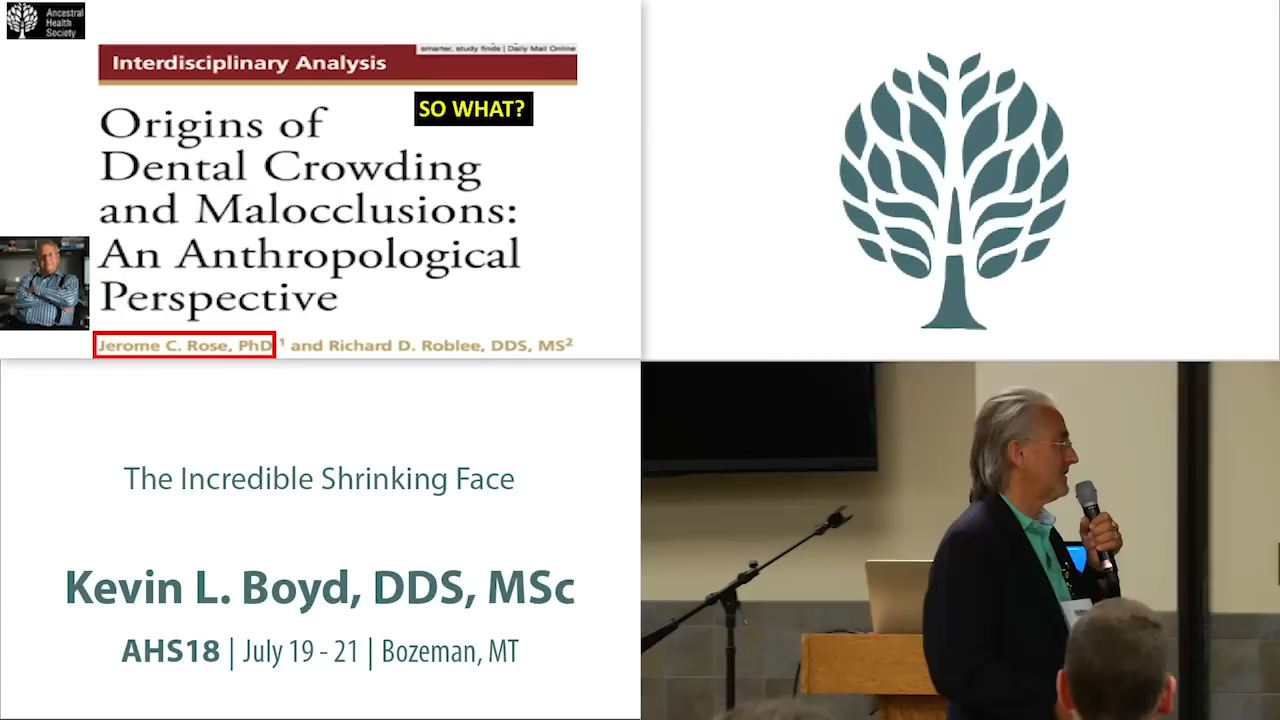 Ancestral
Health
Society
smarter, study finds | Daily Mail Online
Interdisciplinary Analysis
SO WHAT?
Origins of
Dental Crowding
and Malocclusions:
An Anthropological
Perspective
Jerome C. Rose, PhD¹ and Richard D. Roblee, DDS, MS²
The Incredible Shrinking Face
Kevin L. Boyd, DDS, MSc
AHS18 | July 19 - 21 | Bozeman, MT